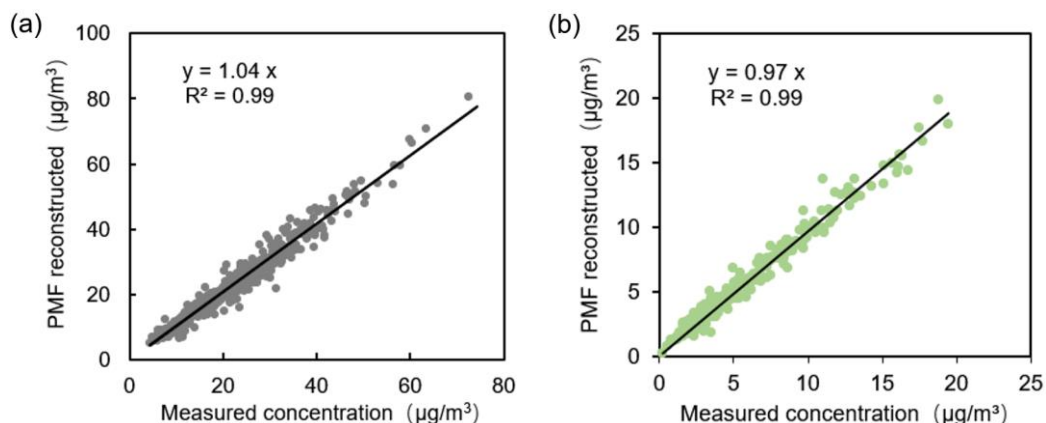 (a)
100
80
60
40
20
0
PMF reconstructed（µg/m³）
y = 1.04 x
R² = 0.99
0 20 40 60 80
Measured concentration（µg/m³）
(b)
25
20
15
10
5
0
PMF reconstructed（µg/m³）
y = 0.97 x
R² = 0.99
0 5 10 15 20 25
Measured concentration（µg/m³）